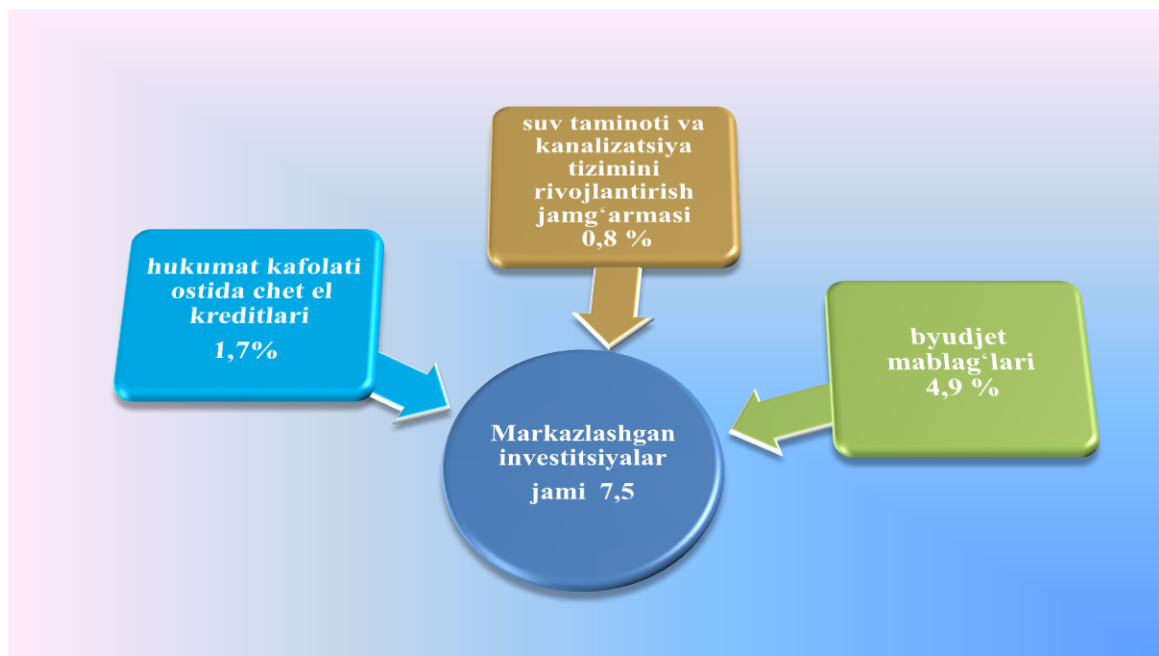 suv taminoti va
kanalizatsiya
tizimini
rivojlantirish
jamg‘armasi
0,8 %
hukumat kafolati
ostida chet el
kreditlari
1,7%
byudjet
mablag‘lari
4,9 %
Markazlashgan
investitsiyalar
jami 7,5